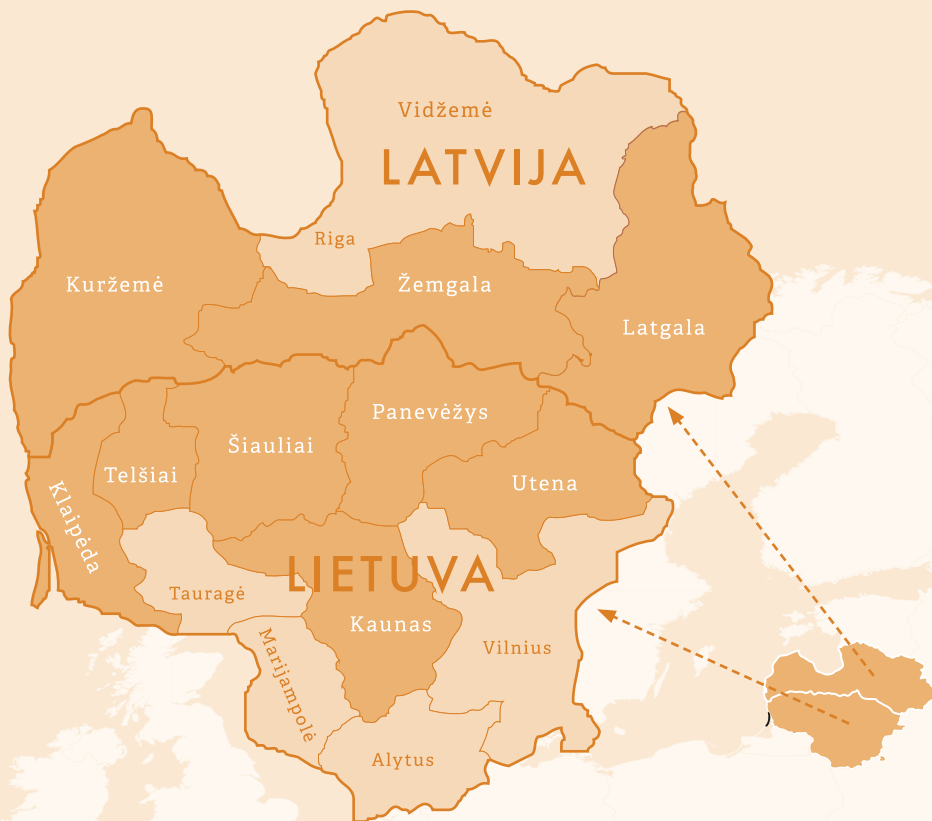 Vidžemė
LATVIJA
Riga
Kuržemė
Žemgala
Latgala
Panevėžys
Šiauliai
Telšiai
Utena
Klaipėda
LIETUVA
Tauragė
Kaunas
Vilnius
Marijampolė
Alytus